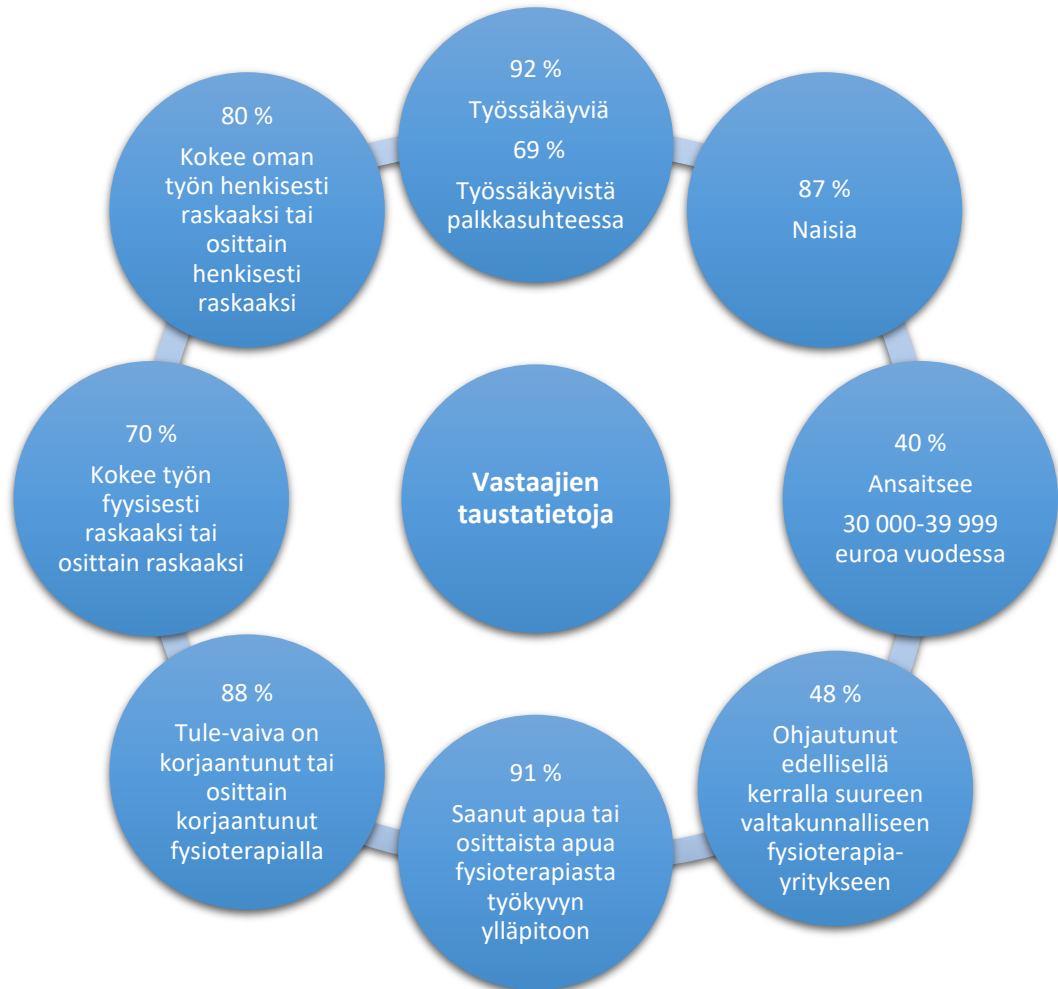 92 %
Työssäkäyviä
69 %
Työssäkäyvistä
palkkasuhteessa
87 %
Naisia
40 %
Ansaitsee
30 000-39 999
euroa vuodessa
48 %
Ohjautunut
edellisellä
kerralla suureen
valtakunnalliseen
fysioterapia-
yritykseen
91 %
Saanut apua tai
osittaista apua
fysioterapiasta
työkyvyn
ylläpitoon
88 %
Tule-vaiva on
korjaantunut tai
osittain
korjaantunut
fysioterapialla
70 %
Kokee työn
fyysisesti
raskaaksi tai
osittain raskaaksi
80 %
Kokee oman
työn henkisesti
raskaaksi tai
osittain
henkisesti
raskaaksi
Vastaajien
taustatietoja